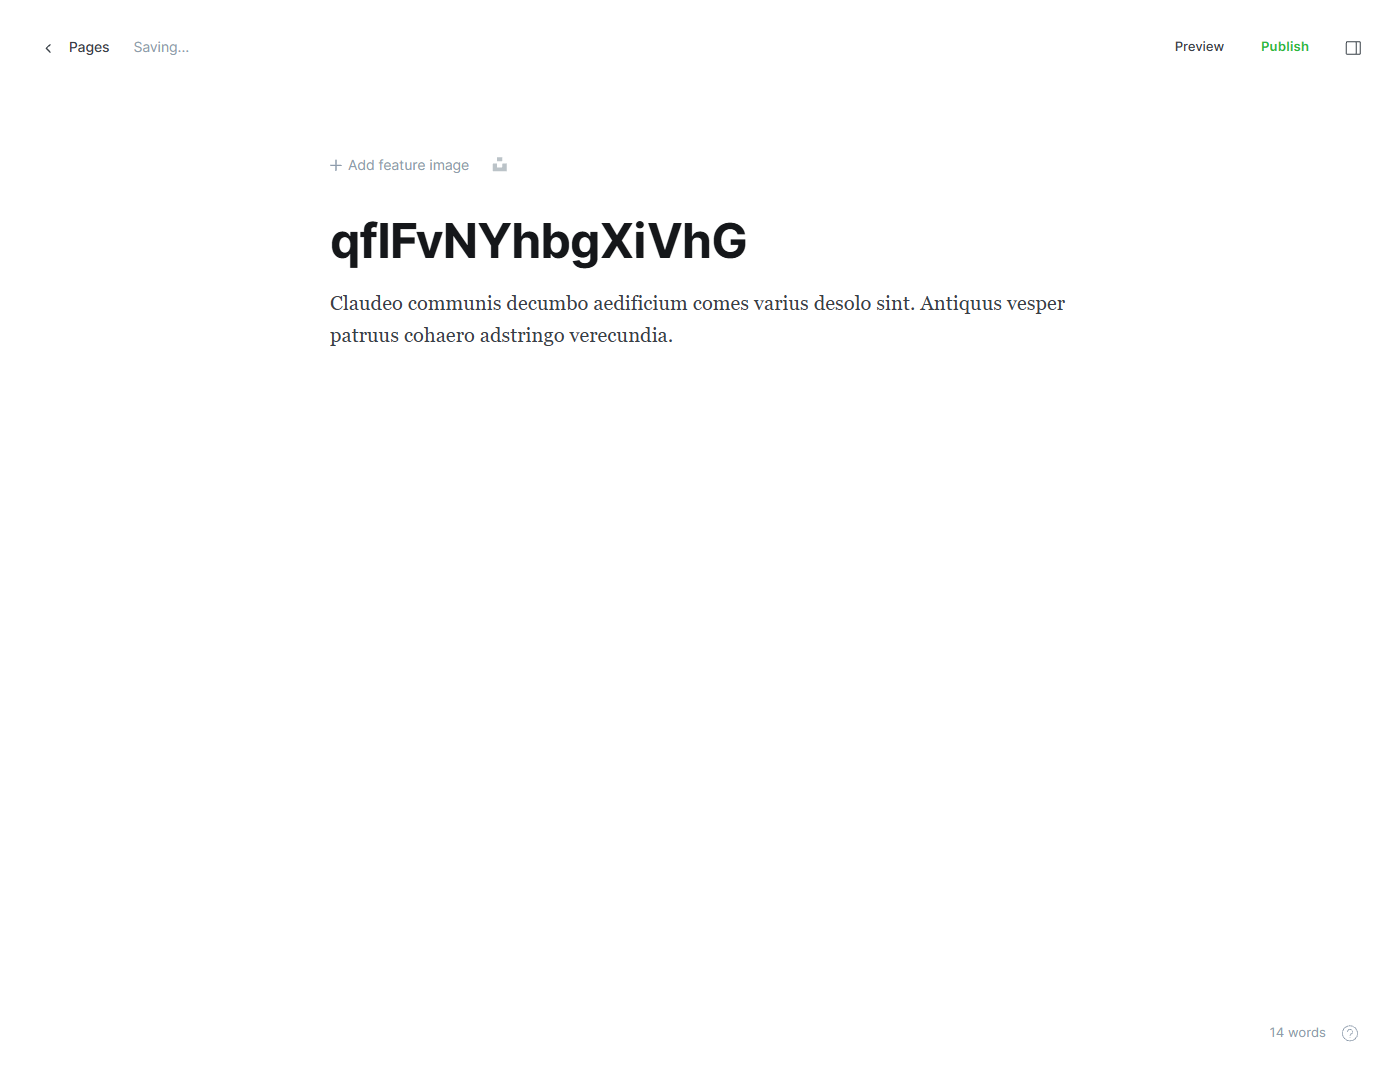 Pages Saving... Preview Publish
Add feature image
qflFvNYhbgXiVhG
Claudeo communis decumbo aedificium comes varius desolo sint. Antiquus vesper
patruus cohaero adstringo verecundia.
14 words